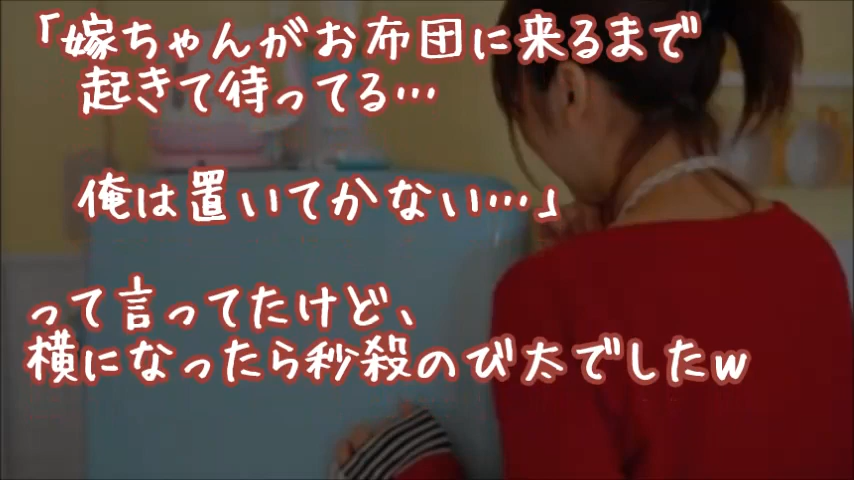 「嫁ちゃんがお布団に来るまで
起きて待ってる…
俺は置いてかない…」
って言ってたけど、
横になったら秒殺のび太でしたw